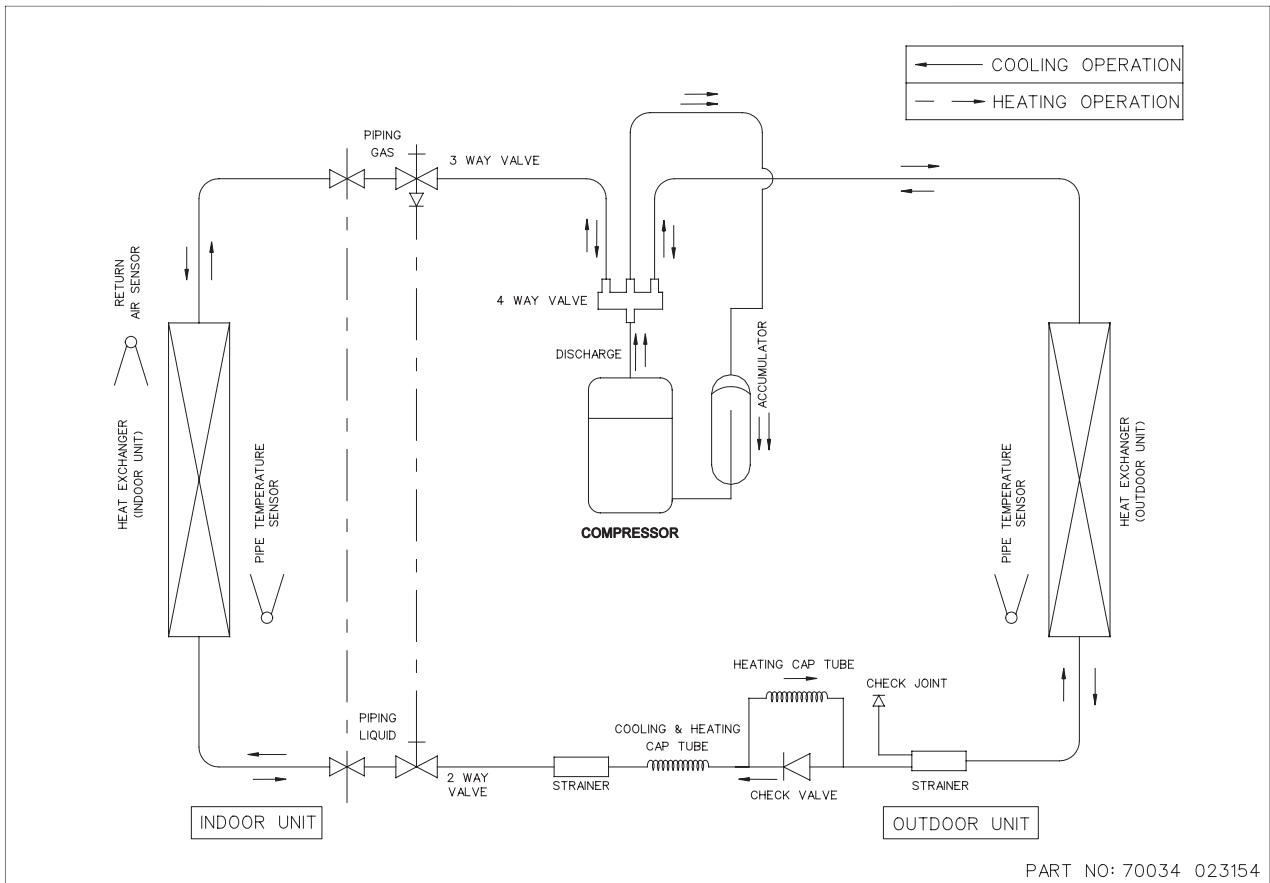 COOLING OPERATION
HEATING OPERATION
PIPING
GAS
3 WAY VALVE
RETURN
AIR SENSOR
4 WAY VALVE
DISCHARGE
ACCUMULATOR
HEAT EXCHANGER
(INDOOR UNIT)
PIPE TEMPERATURE
SENSOR
COMPRESSOR
PIPE TEMPERATURE
SENSOR
HEAT EXCHANGER
(OUTDOOR UNIT)
HEATING CAP TUBE
CHECK JOINT
PIPING
LIQUID
COOLING & HEATING
CAP TUBE
2 WAY
VALVE
STRAINER
CHECK VALVE
STRAINER
INDOOR UNIT
OUTDOOR UNIT
PART NO: 70034 023154